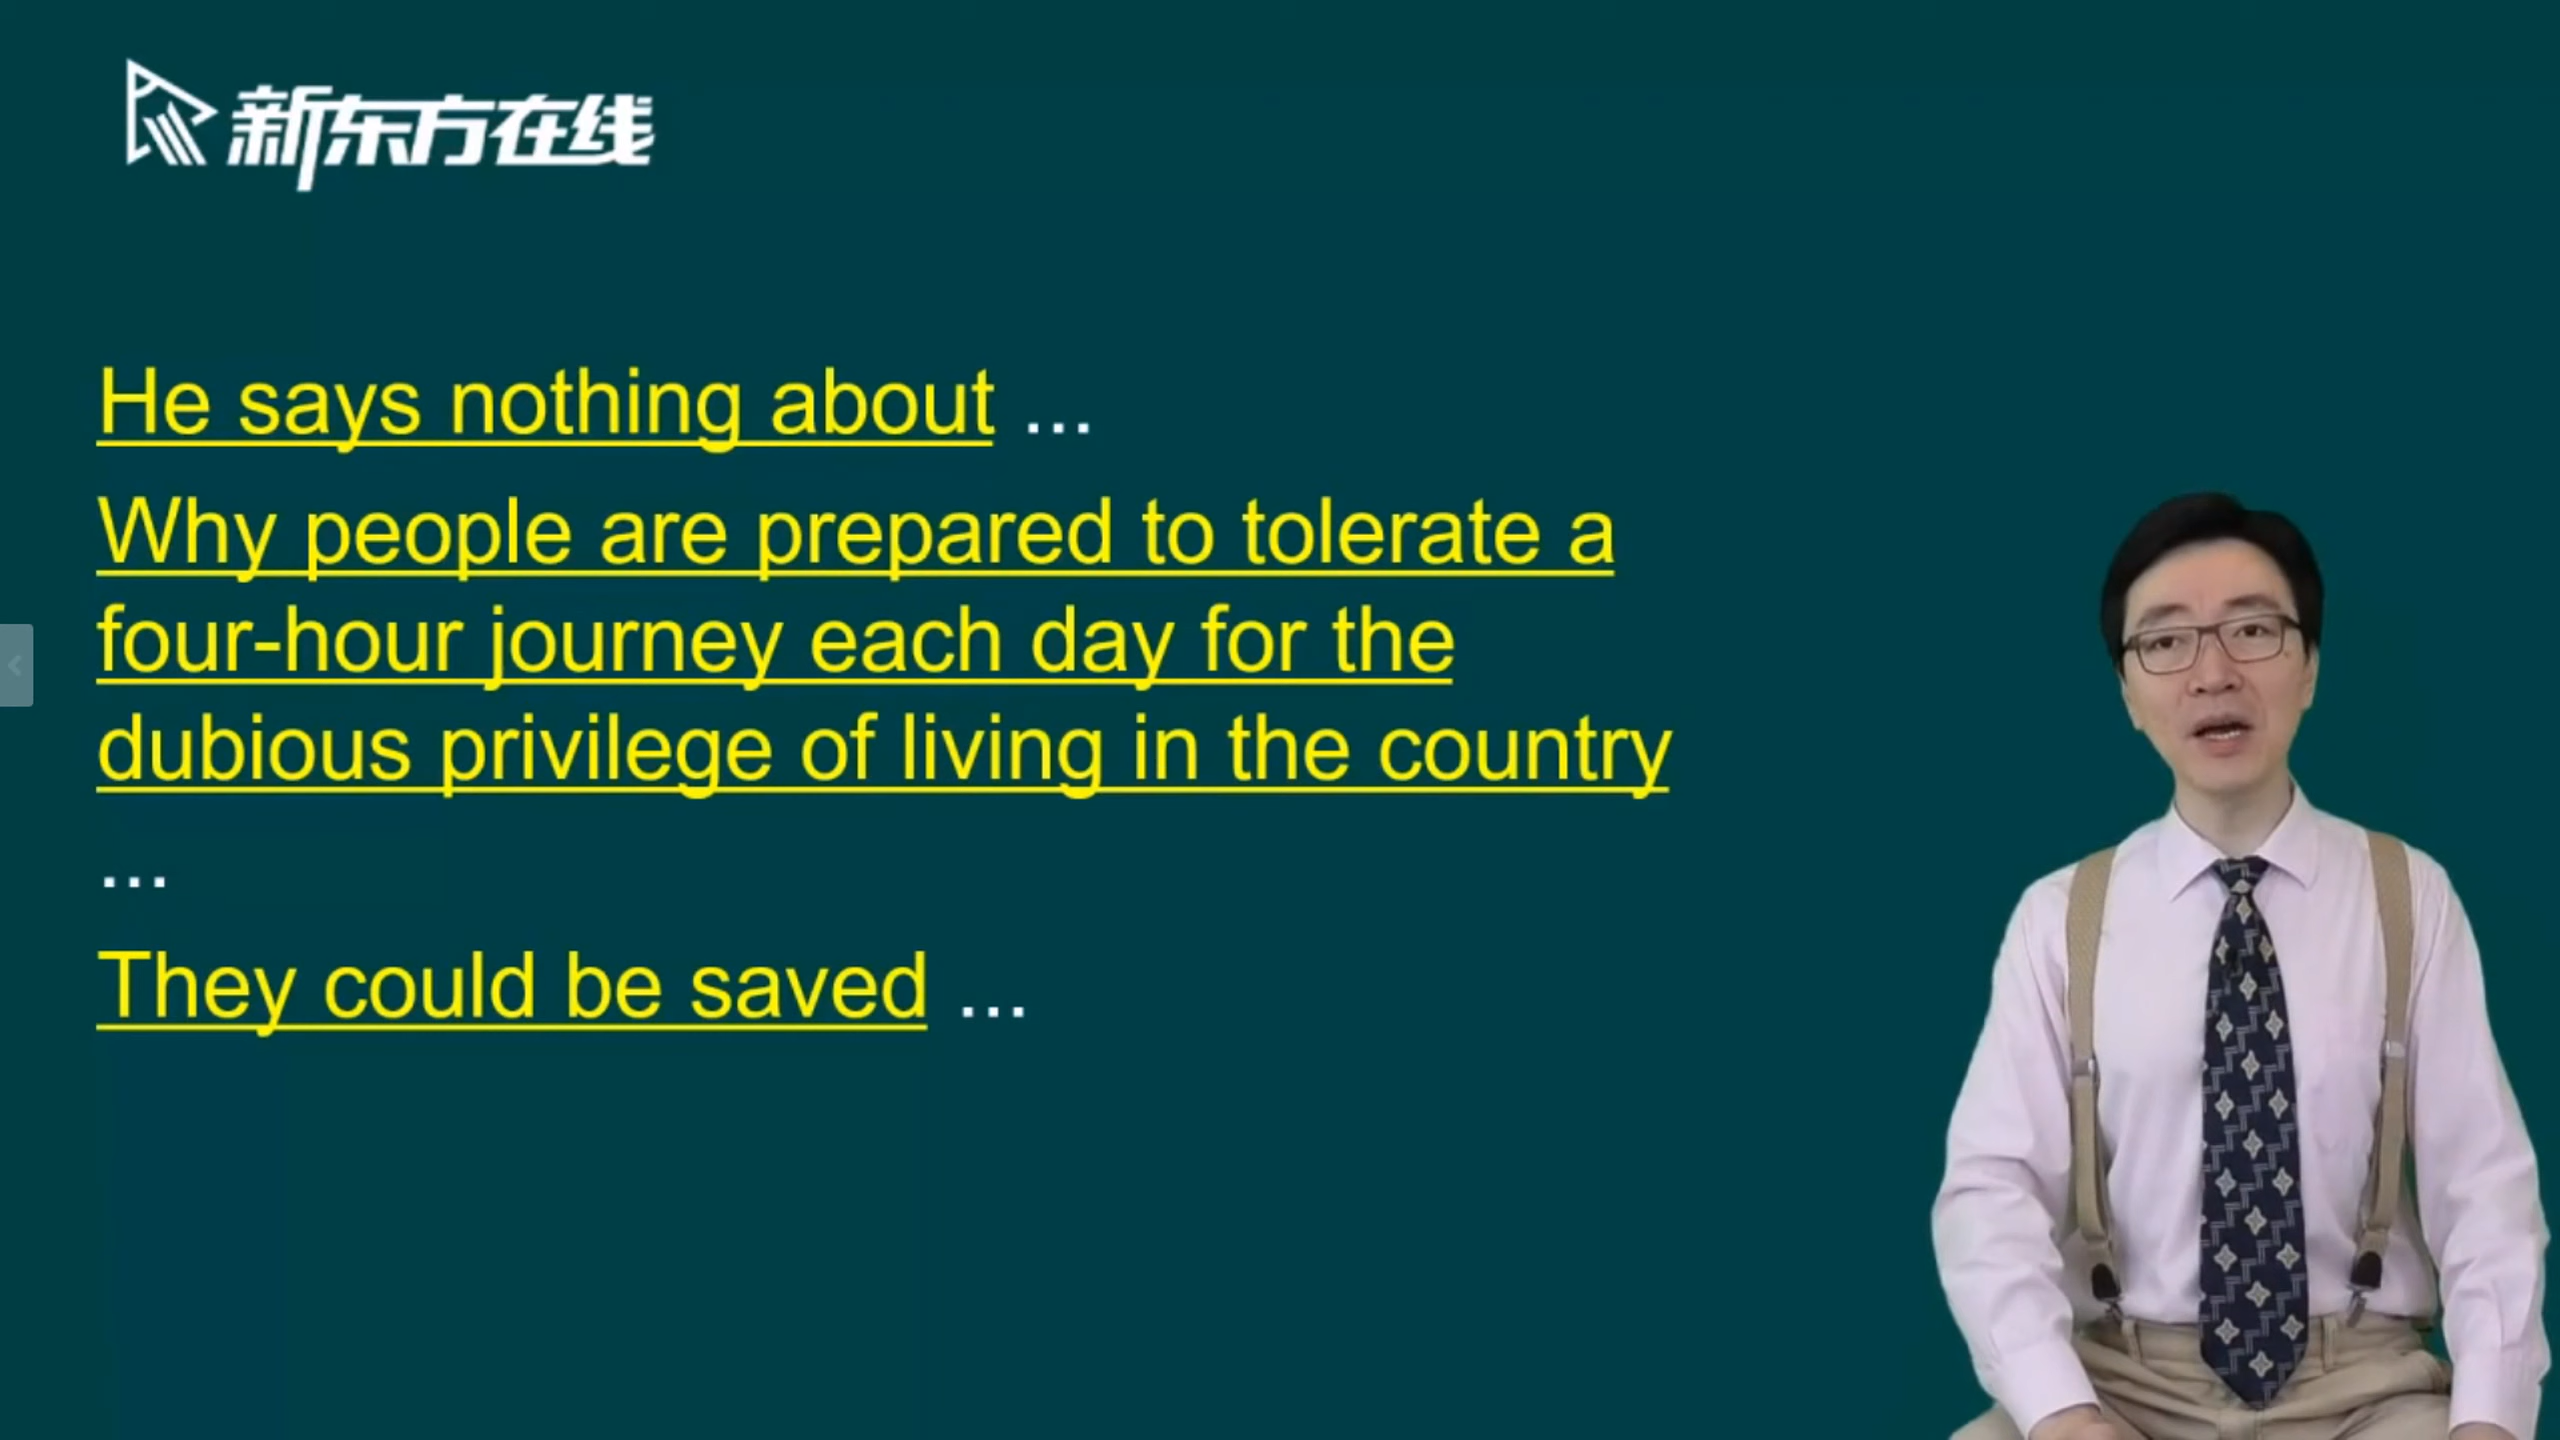 新东方在线
He says nothing about ...
Why people are prepared to tolerate a
four-hour journey each day for the
dubious privilege of living in the country
...
They could be saved ...